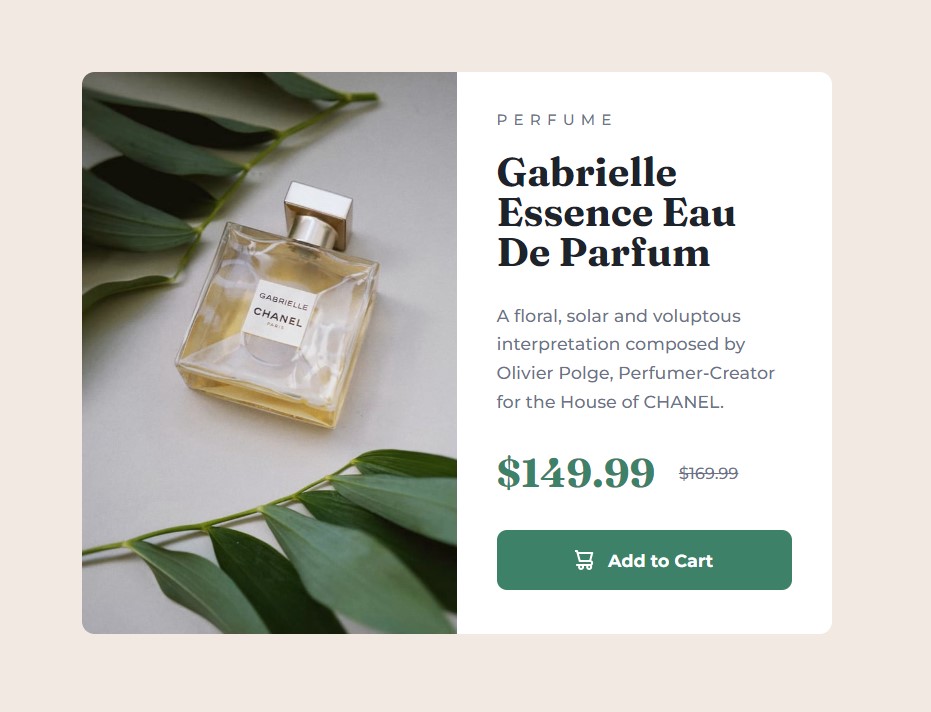 GABRIELLE
CHANEL
PARIS
PERFUME
Gabrielle
Essence Eau
De Parfum
A floral, solar and voluptous
interpretation composed by
Olivier Polge, Perfumer-Creator
for the House of CHANEL.
$149.99 $169.99
Add to Cart